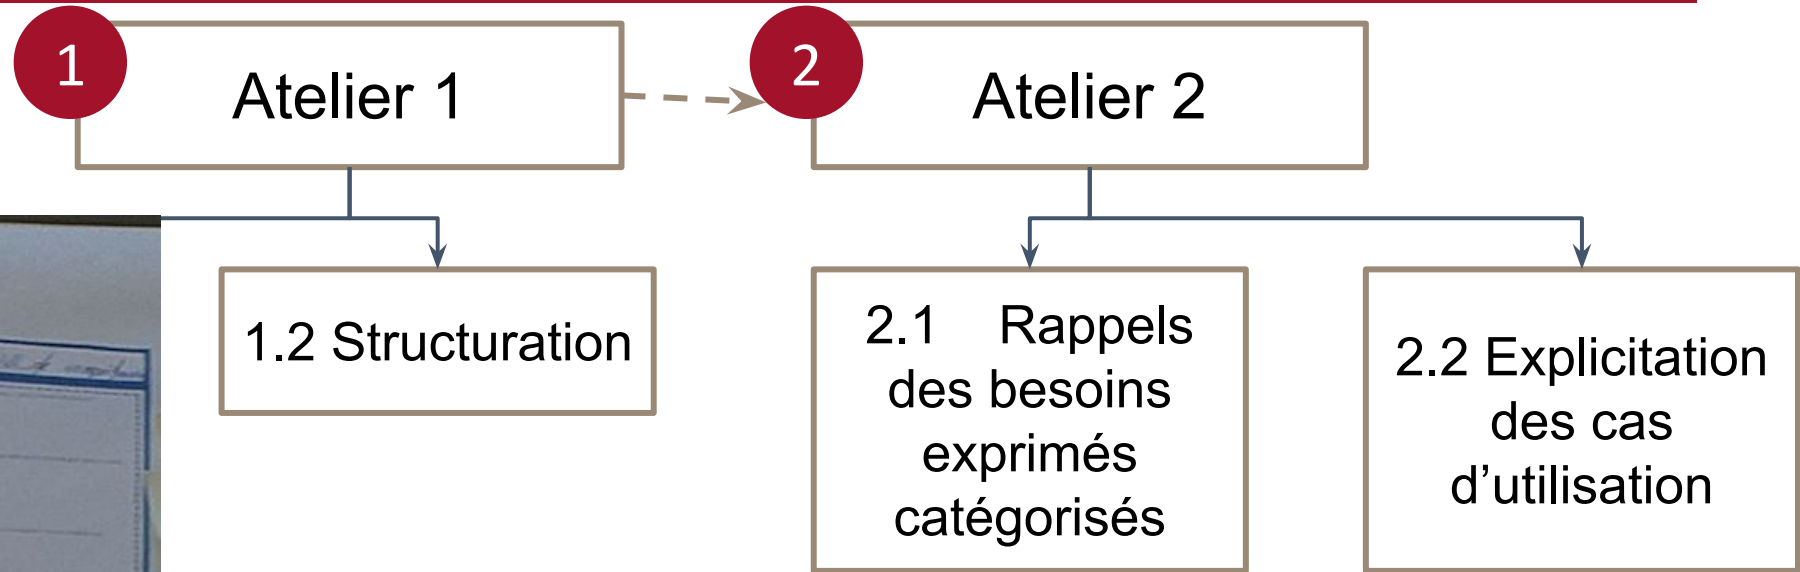 1
Atelier 1
2
Atelier 2
1.2 Structuration
2.1 Rappels
des besoins
exprimés
catégorisés
2.2 Explicitation
des cas
d’utilisation